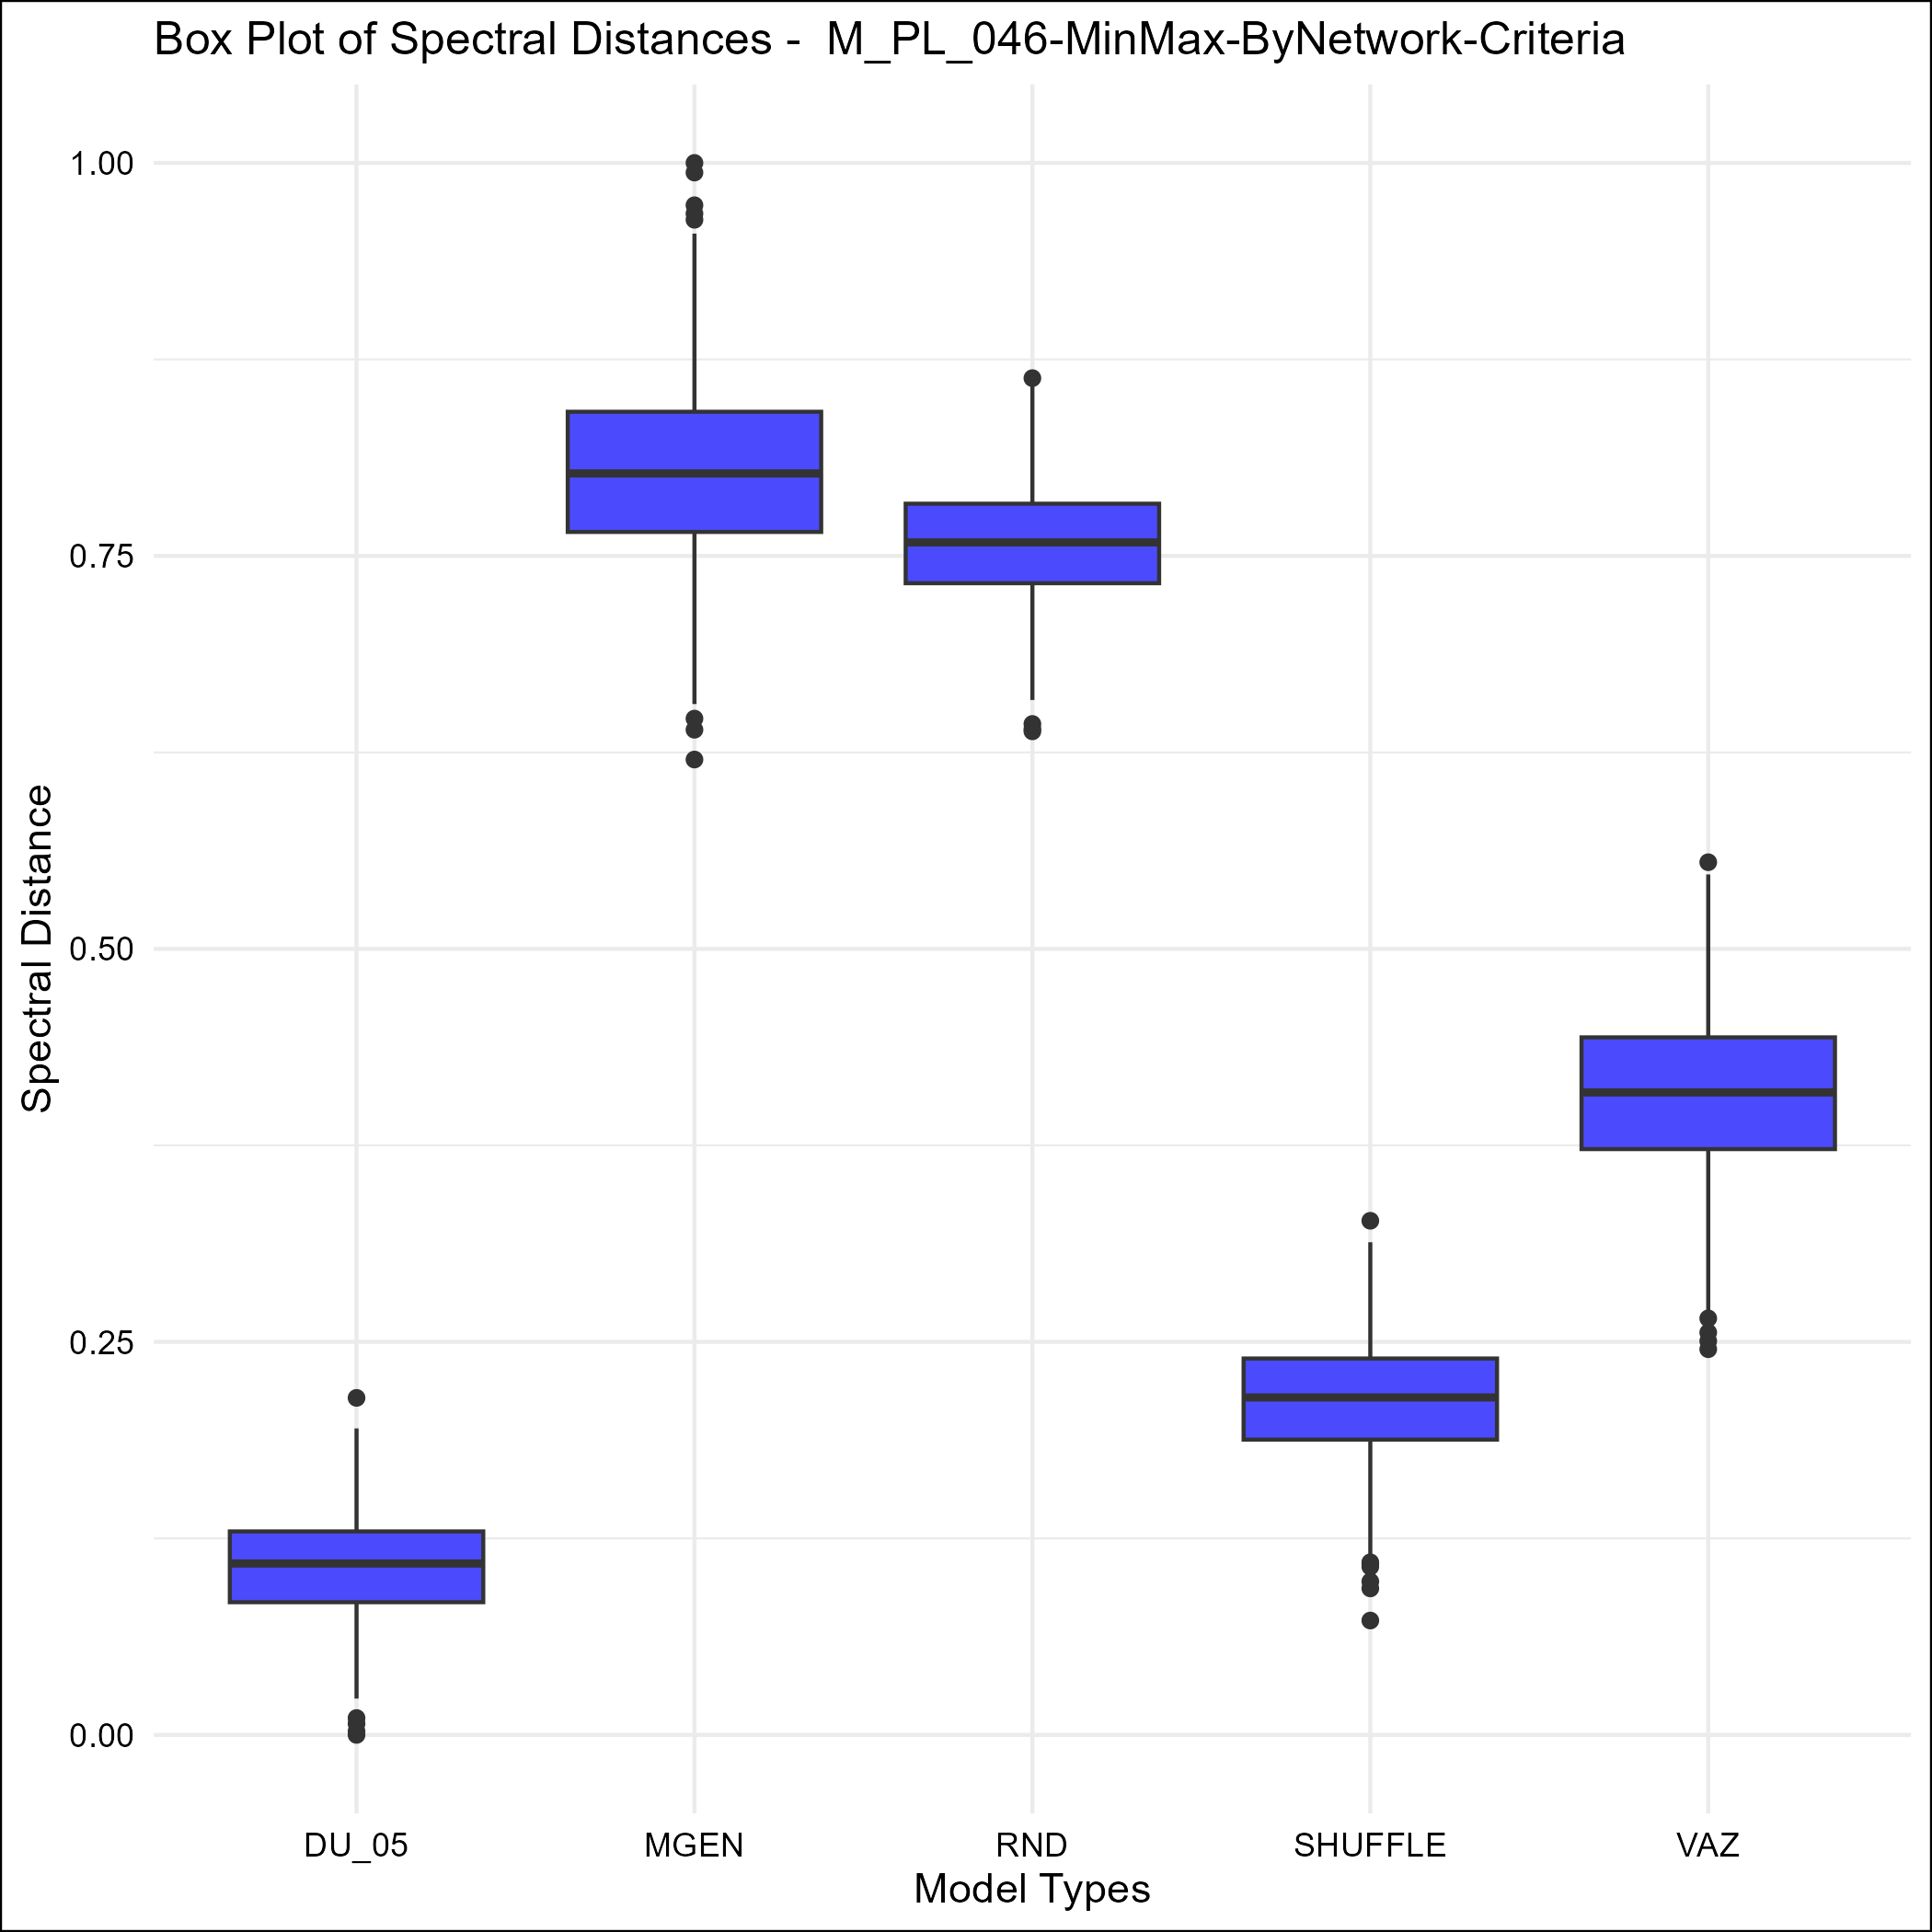 Box Plot of Spectral Distances -  M_PL_046-MinMax-ByNetwork-Criteria
Spectral Distance
1.00
0.75
0.50
0.25
0.00
DU_05 MGEN RND SHUFFLE VAZ
Model Types